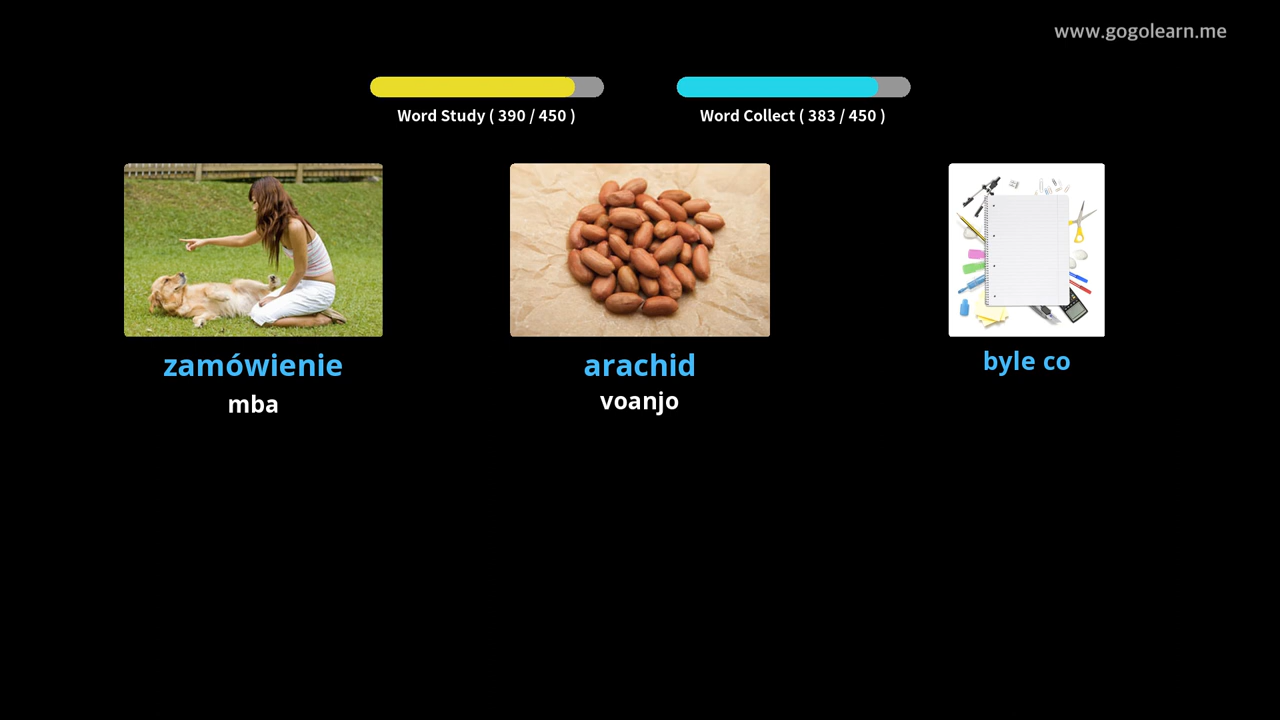 www.gogolearn.me
Word Study ( 390 / 450 )
Word Collect ( 383 / 450 )
zamówienie
mba
arachid
voanjo
byle co